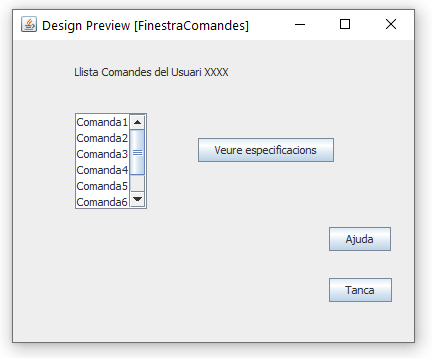 Design Preview [FinestraComandes]
Llista Comandes del Usuari XXXX
Comanda1
Comanda2
Comanda3
Comanda4
Comanda5
Comanda6
Veure especificacions
Ajuda
Tanca